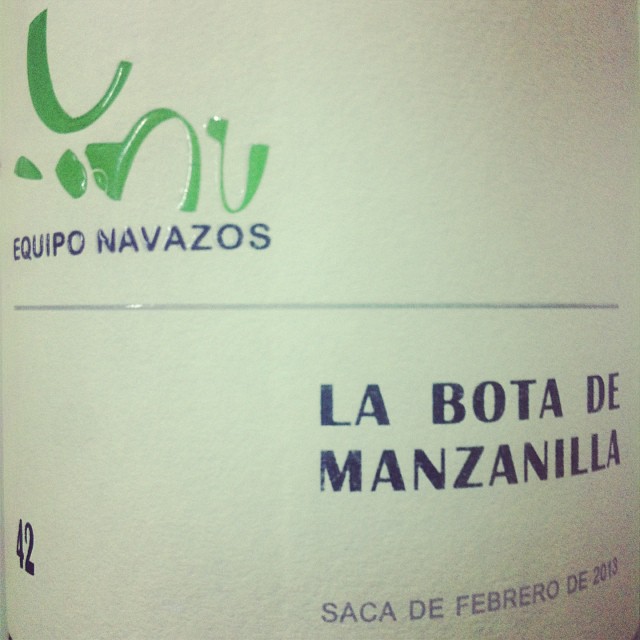 EQUIPO NAVAZOS
LA BOTA DE
MANZANILLA
42
SACA DE FEBRERO DE 2013